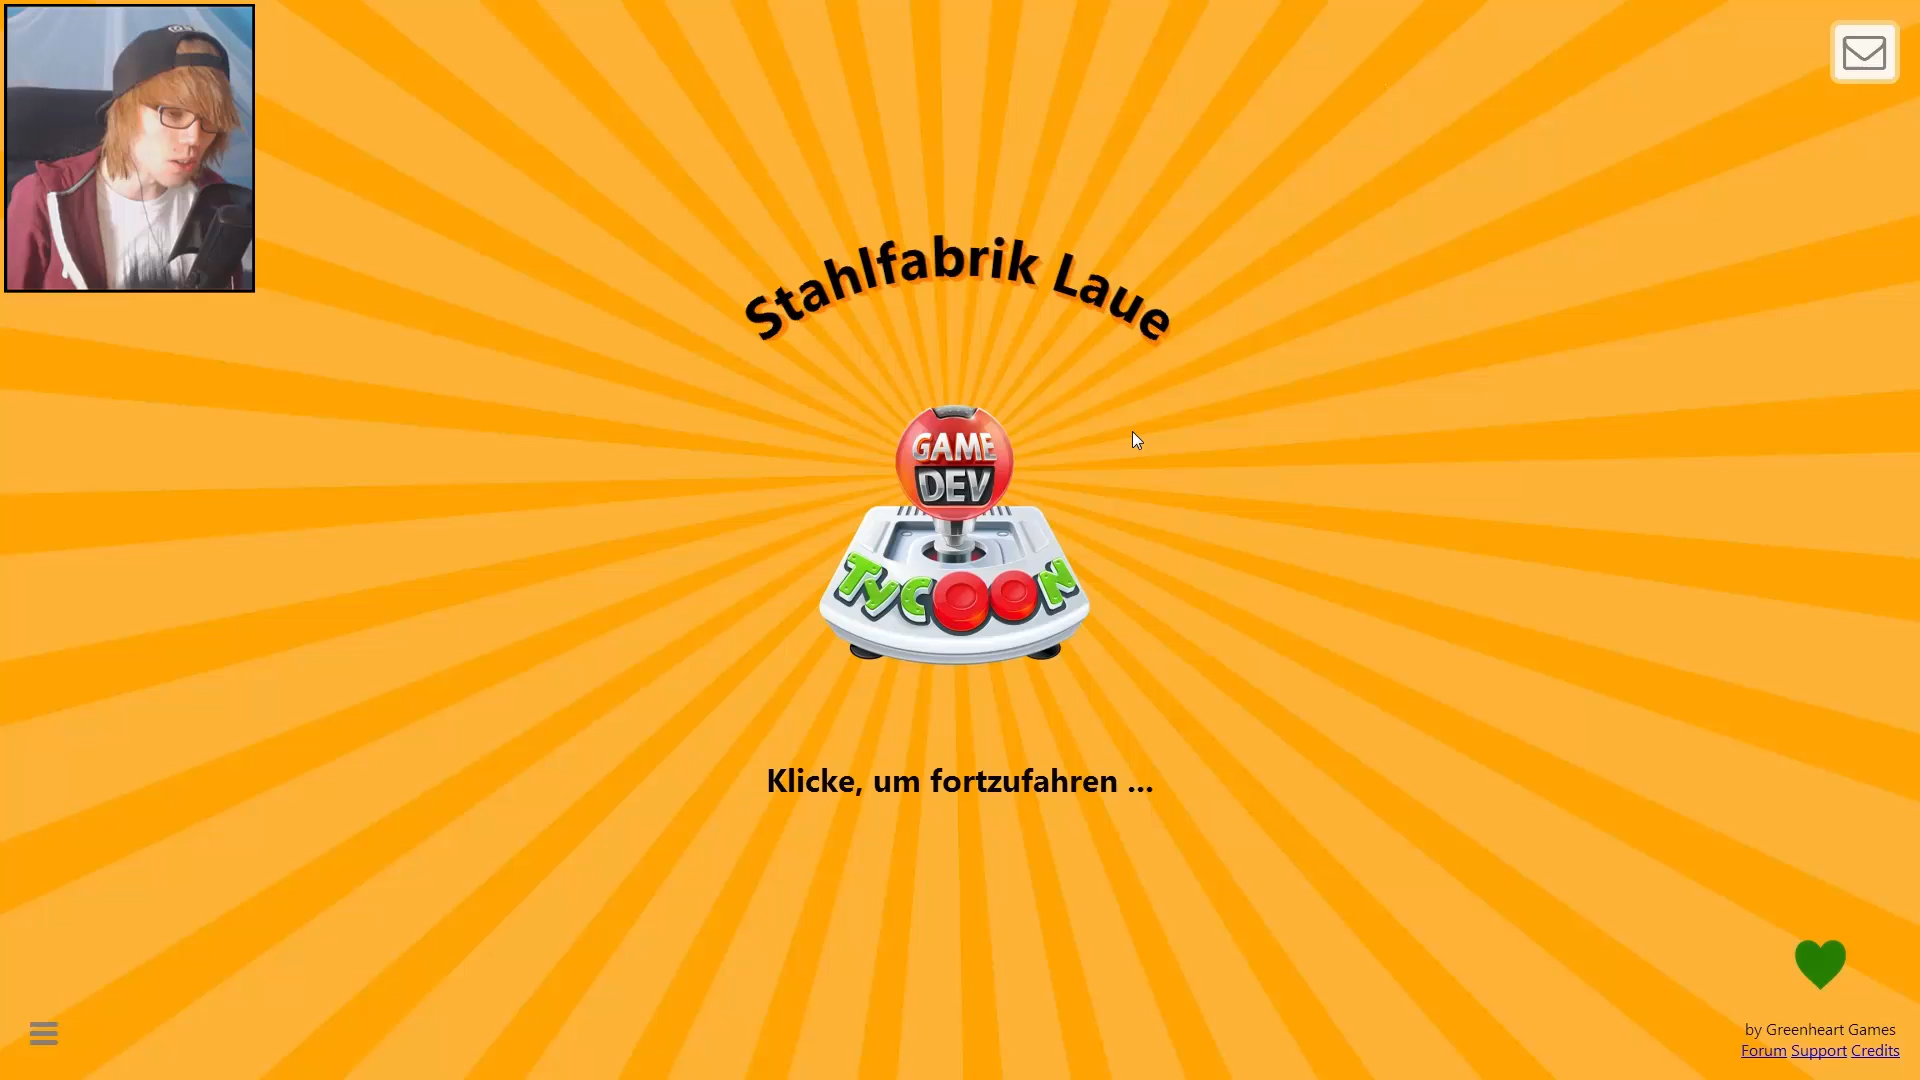 Stahlfabrik Laue
GAME
DEV
TYCOON
Klicke, um fortzufahren ...
by Greenheart Games
Forum Support Credits